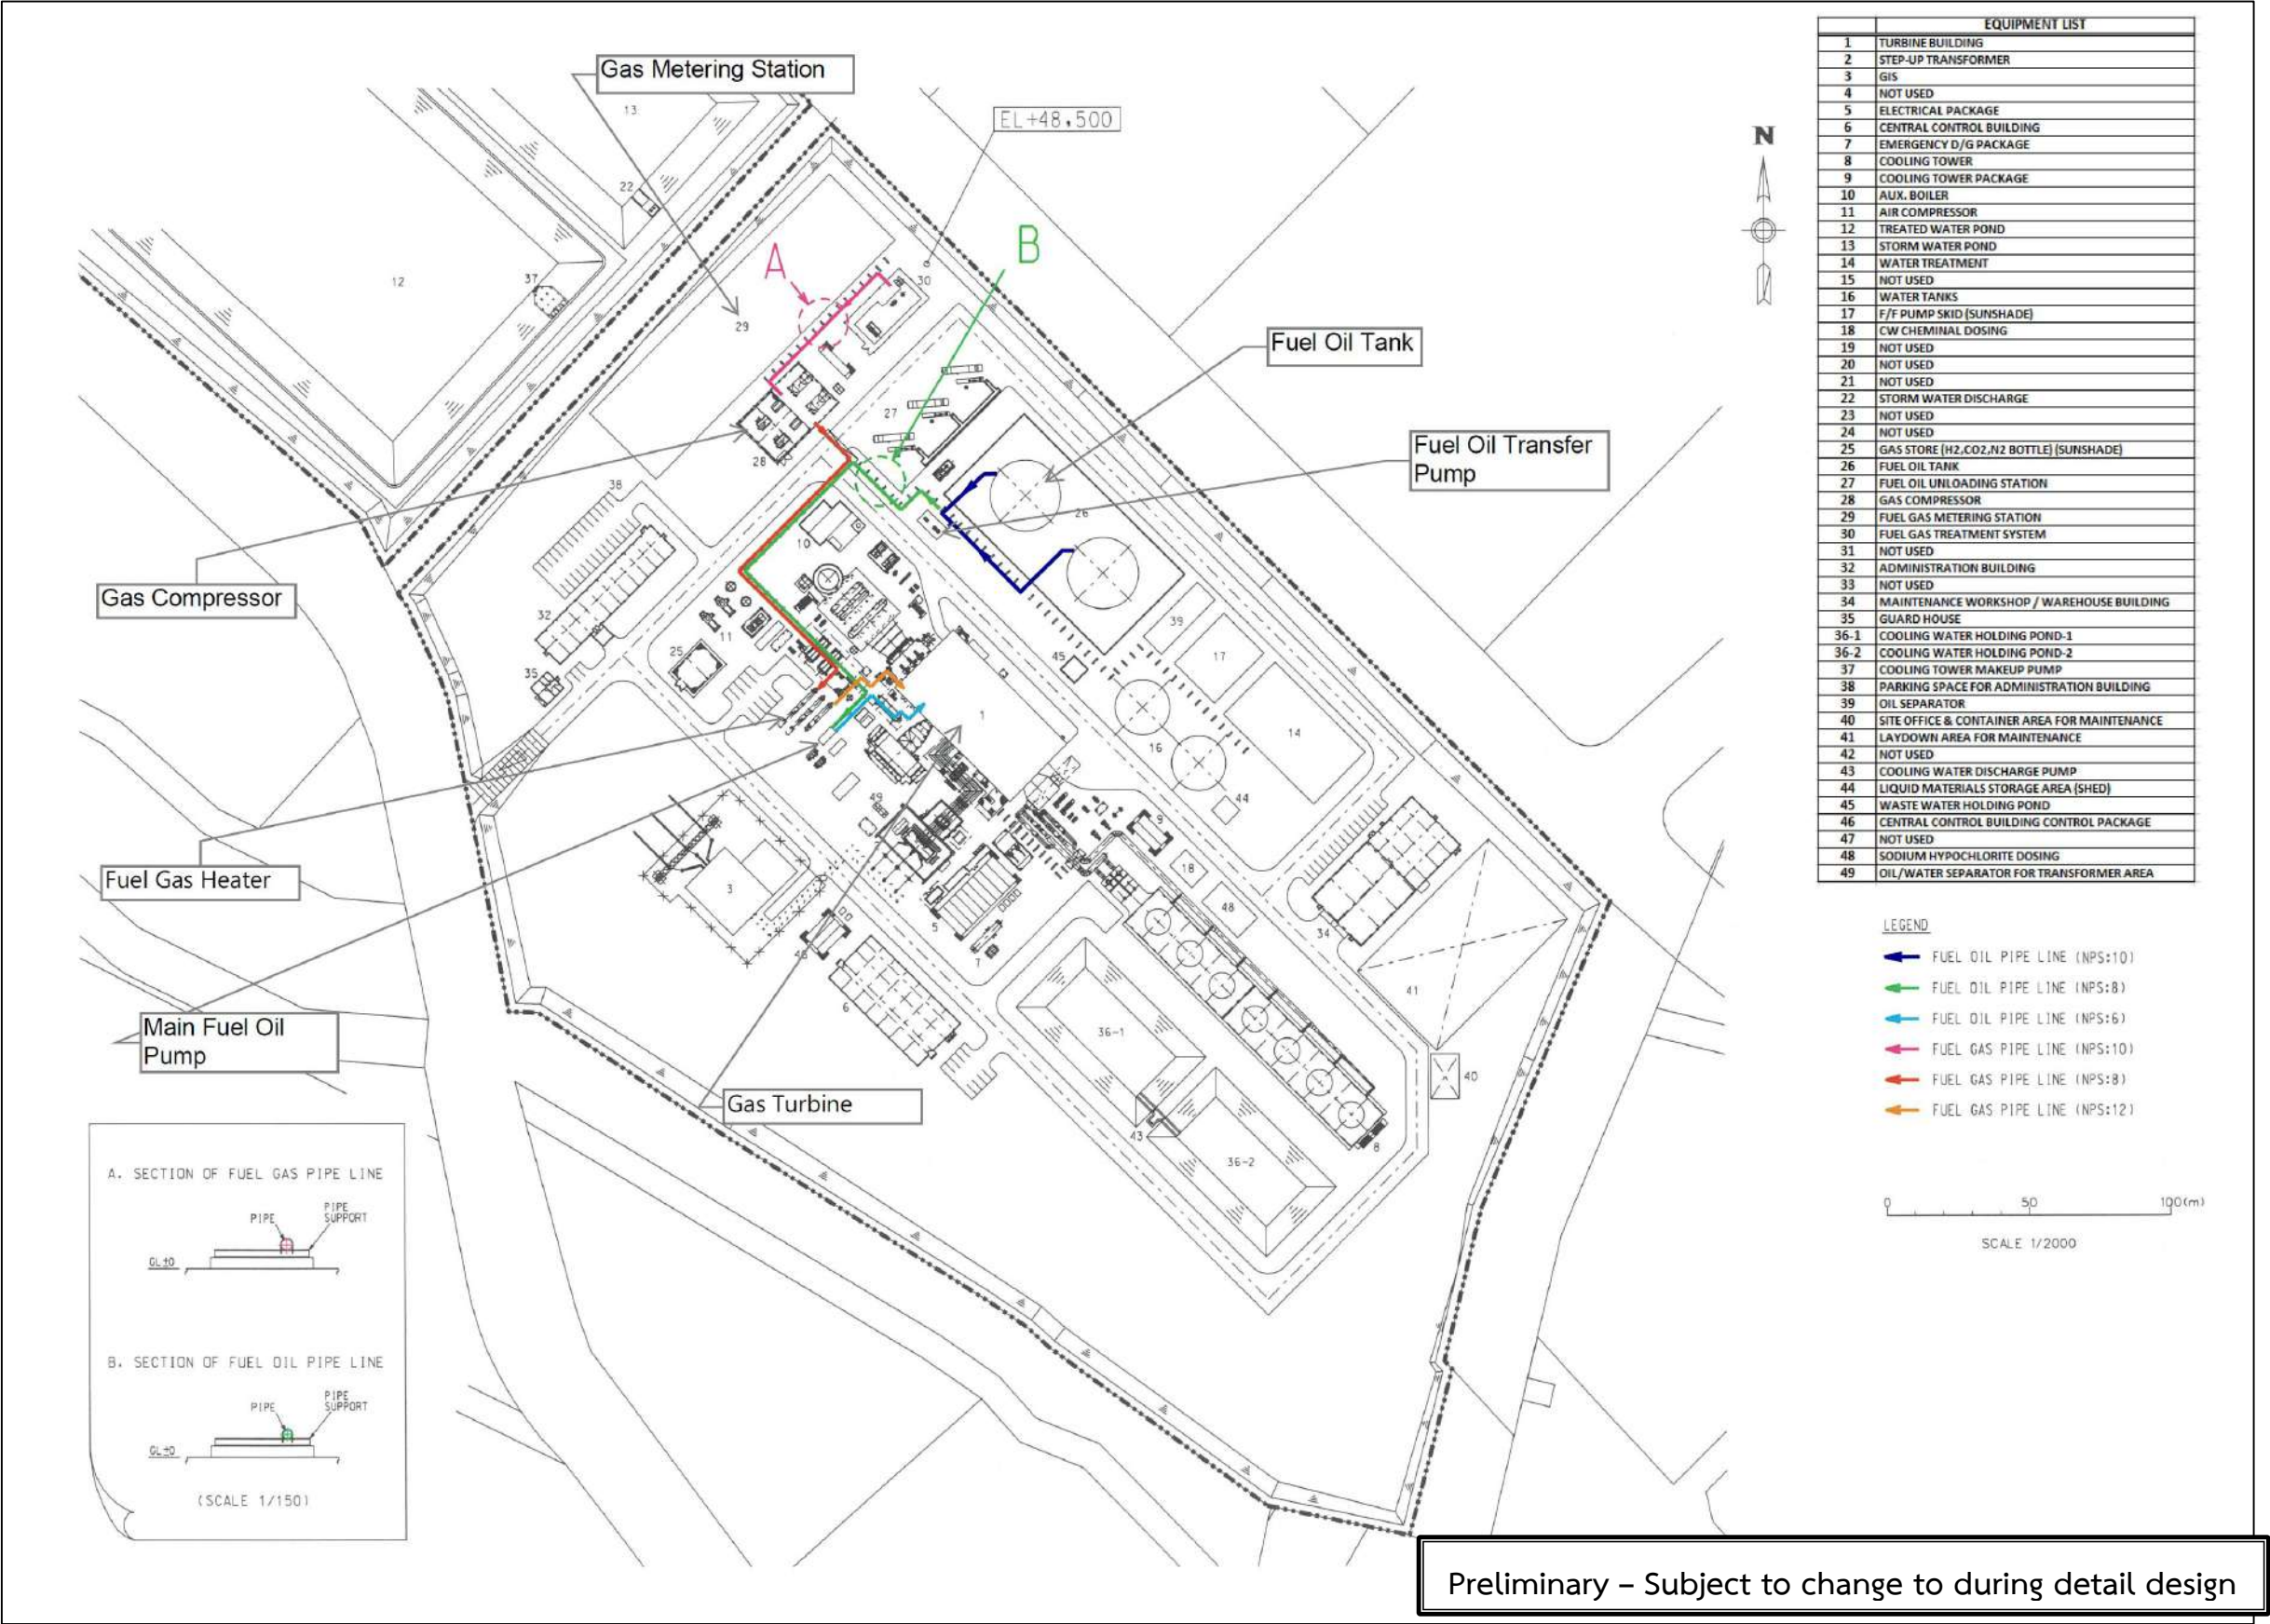 Gas Metering Station
EL+48,500
A
B
N
Fuel Oil Tank
Fuel Oil Transfer
Pump
Gas Compressor
Fuel Gas Heater
Main Fuel Oil
Pump
Gas Turbine
13
22
12
37
29
30
27
28
26
38
10
32
11
25
35
39
17
45
1
16
14
44
49
9
18
48
3
5
7
46
6
34
41
36-1
40
43
36-2
8
EQUIPMENT LIST
1 TURBINE BUILDING
2 STEP-UP TRANSFORMER
3 GIS
4 NOT USED
5 ELECTRICAL PACKAGE
6 CENTRAL CONTROL BUILDING
7 EMERGENCY D/G PACKAGE
8 COOLING TOWER
9 COOLING TOWER PACKAGE
10 AUX. BOILER
11 AIR COMPRESSOR
12 TREATED WATER POND
13 STORM WATER POND
14 WATER TREATMENT
15 NOT USED
16 WATER TANKS
17 F/F PUMP SKID (SUNSHADE)
18 CW CHEMINAL DOSING
19 NOT USED
20 NOT USED
21 NOT USED
22 STORM WATER DISCHARGE
23 NOT USED
24 NOT USED
25 GAS STORE (H2,CO2,N2 BOTTLE) (SUNSHADE)
26 FUEL OIL TANK
27 FUEL OIL UNLOADING STATION
28 GAS COMPRESSOR
29 FUEL GAS METERING STATION
30 FUEL GAS TREATMENT SYSTEM
31 NOT USED
32 ADMINISTRATION BUILDING
33 NOT USED
34 MAINTENANCE WORKSHOP / WAREHOUSE BUILDING
35 GUARD HOUSE
36-1 COOLING WATER HOLDING POND-1
36-2 COOLING WATER HOLDING POND-2
37 COOLING TOWER MAKEUP PUMP
38 PARKING SPACE FOR ADMINISTRATION BUILDING
39 OIL SEPARATOR
40 SITE OFFICE & CONTAINER AREA FOR MAINTENANCE
41 LAYDOWN AREA FOR MAINTENANCE
42 NOT USED
43 COOLING WATER DISCHARGE PUMP
44 LIQUID MATERIALS STORAGE AREA (SHED)
45 WASTE WATER HOLDING POND
46 CENTRAL CONTROL BUILDING CONTROL PACKAGE
47 NOT USED
48 SODIUM HYPOCHLORITE DOSING
49 OIL/WATER SEPARATOR FOR TRANSFORMER AREA
LEGEND
FUEL OIL PIPE LINE (NPS:10)
FUEL OIL PIPE LINE (NPS:8)
FUEL OIL PIPE LINE (NPS:6)
FUEL GAS PIPE LINE (NPS:10)
FUEL GAS PIPE LINE (NPS:8)
FUEL GAS PIPE LINE (NPS:12)
0 50 100(m)
SCALE 1/2000
A. SECTION OF FUEL GAS PIPE LINE
PIPE
PIPE
SUPPORT
GL±0
B. SECTION OF FUEL OIL PIPE LINE
PIPE
PIPE
SUPPORT
GL±0
(SCALE 1/150)
Preliminary – Subject to change to during detail design